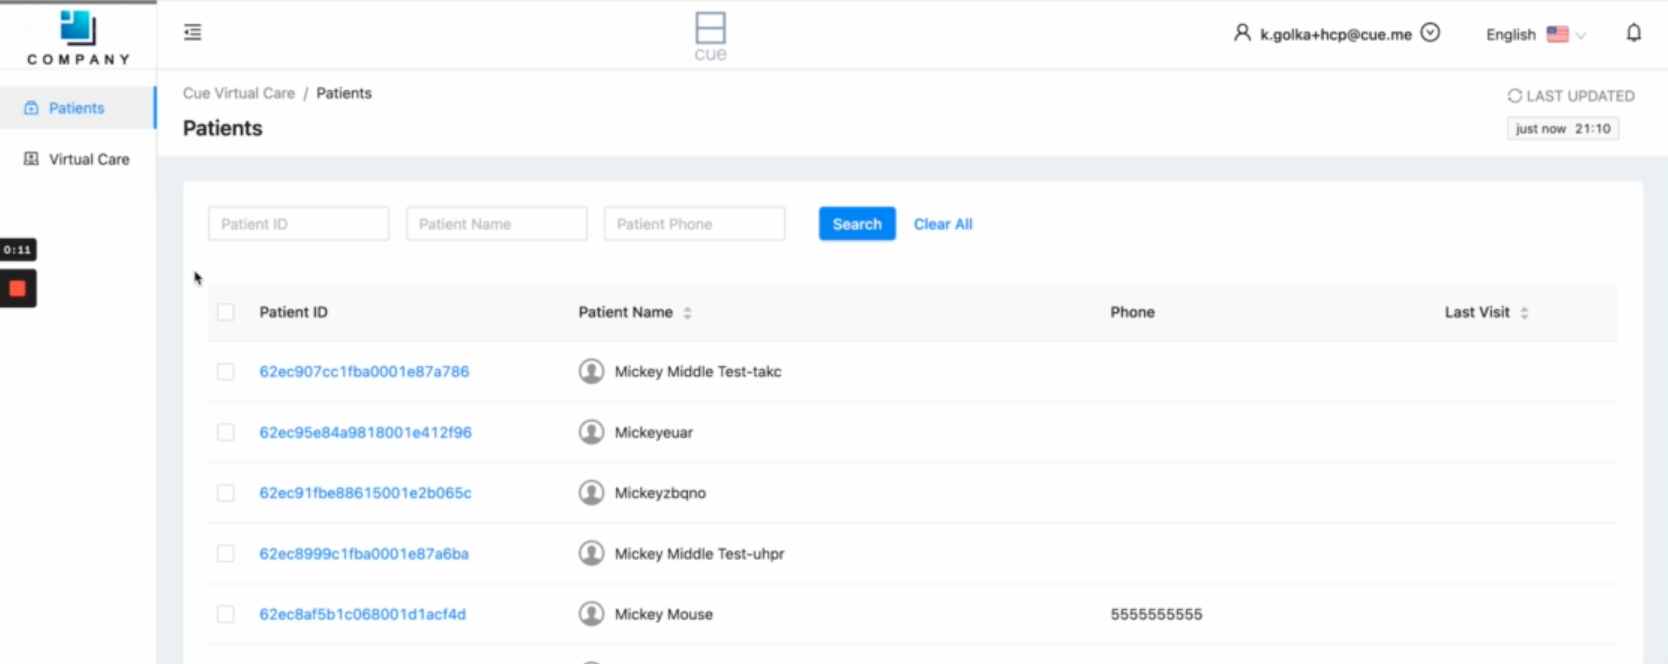 COMPANY
cue
k.golka+hcp@cue.me
English
Patients
Virtual Care
Cue Virtual Care / Patients
Patients
LAST UPDATED
just now 21:10
0:11
Patient ID Patient Name Patient Phone Search Clear All
Patient ID Patient Name Phone Last Visit
62ec907cc1fba0001e87a786 Mickey Middle Test-takc
62ec95e84a9818001e412f96 Mickeyeuar
62ec91fbe88615001e2b065c Mickeyzbqno
62ec8999c1fba0001e87a6ba Mickey Middle Test-uhpr
62ec8af5b1c068001d1acf4d Mickey Mouse 5555555555